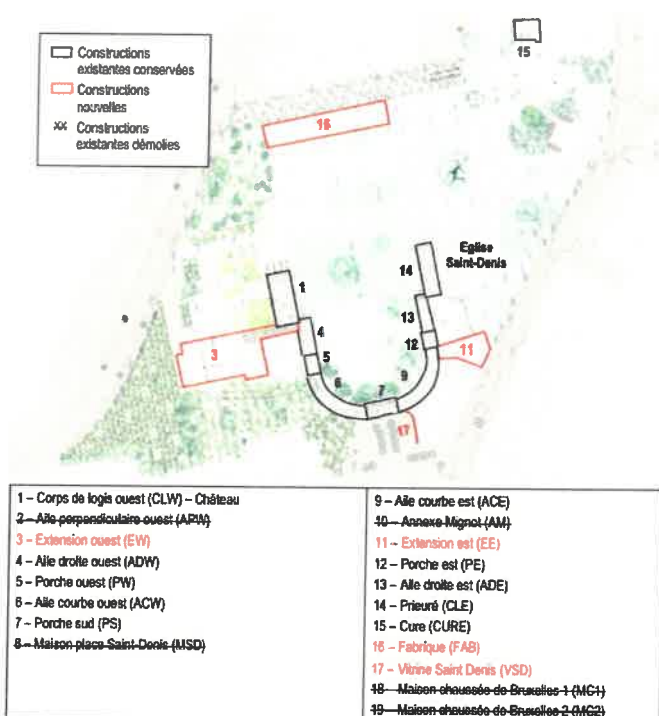 Constructions
existantes conservées
Constructions
nouvelles
Constructions
existantes démolies
15
16
Eglise
Saint-Denis
14
1
13
4
12
3
11
5
6
9
7
17
1 – Corps de logis ouest (CLW) – Château
2 – Aile perpendiculaire ouest (APW)
3 – Extension ouest (EW)
4 – Aile droite ouest (ADW)
5 – Porche ouest (PW)
6 – Aile courbe ouest (ACW)
7 – Porche sud (PS)
8 – Maison place Saint-Denis (MSD)
9 – Aile courbe est (ACE)
10 – Annexe Mignot (AM)
11 – Extension est (EE)
12 – Porche est (PE)
13 – Aile droite est (ADE)
14 – Prieuré (CLE)
15 – Cure (CURE)
16 – Fabrique (FAB)
17 – Vitrine Saint Denis (VSD)
18 – Maison chaussée de Bruxelles 1 (MC1)
19 – Maison chaussée de Bruxelles 2 (MC2)